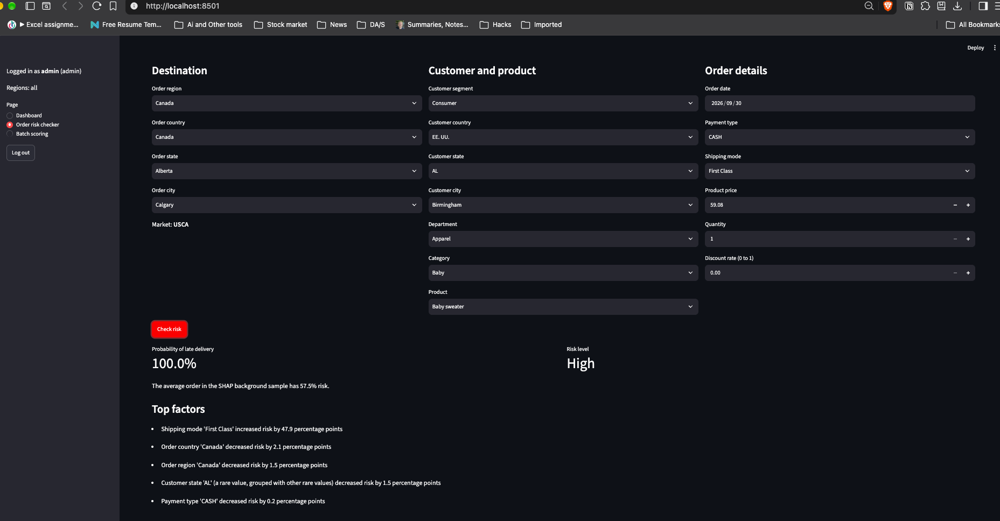 http://localhost:8501
Excel assignme...
Free Resume Tem...
Ai and Other tools
Stock market
News
DA/S
Summaries, Notes...
Hacks
Imported
All Bookmarks
Deploy
Logged in as admin (admin)
Regions: all
Page
Dashboard
Order risk checker
Batch scoring
Log out
Destination
Order region
Canada
Order country
Canada
Order state
Alberta
Order city
Calgary
Market: USCA
Customer and product
Customer segment
Consumer
Customer country
EE. UU.
Customer state
AL
Customer city
Birmingham
Department
Apparel
Category
Baby
Product
Baby sweater
Order details
Order date
2026/09/30
Payment type
CASH
Shipping mode
First Class
Product price
59.08
Quantity
1
Discount rate (0 to 1)
0.00
Check risk
Probability of late delivery
100.0%
Risk level
High
The average order in the SHAP background sample has 57.5% risk.
Top factors
• Shipping mode 'First Class' increased risk by 47.9 percentage points
• Order country 'Canada' decreased risk by 2.1 percentage points
• Order region 'Canada' decreased risk by 1.5 percentage points
• Customer state 'AL' (a rare value, grouped with other rare values) decreased risk by 1.5 percentage points
• Payment type 'CASH' decreased risk by 0.2 percentage points